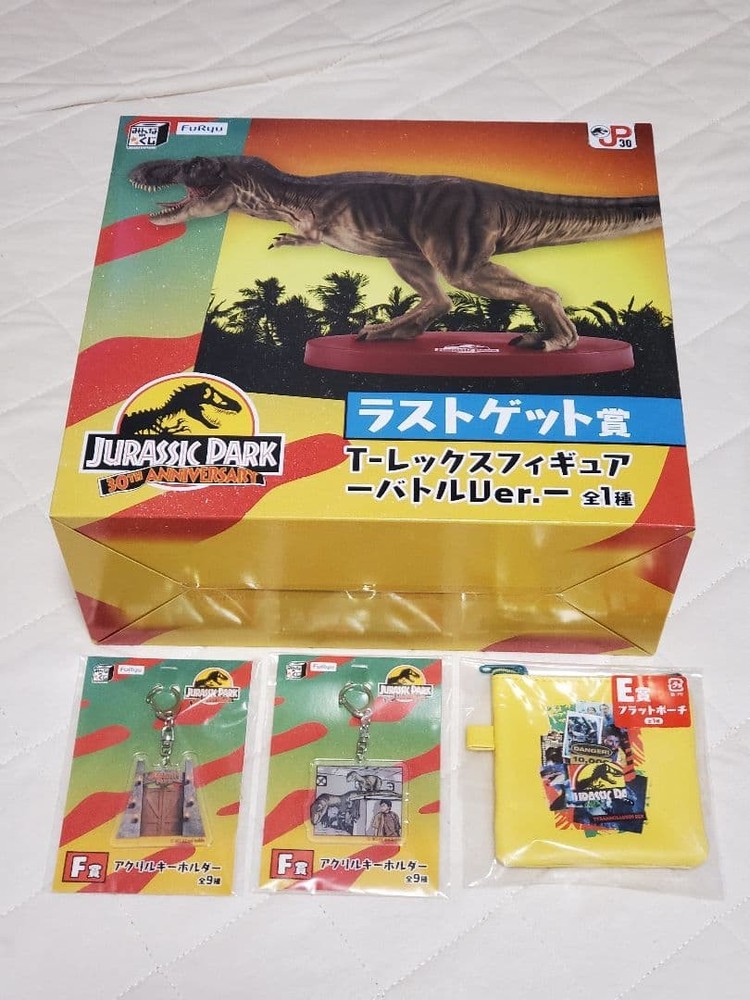 みんなのくじ
FuRyu
JP
30
JURASSIC PARK
30TH ANNIVERSARY
ラストゲット賞
T-レックスフィギュア
ーバトルVer.ー 全1種
FuRyu
JURASSIC PARK
F賞
アクリルキーホルダー
全9種
FuRyu
JURASSIC PARK
F賞
アクリルキーホルダー
全9種
E賞
フラットポーチ
全1種
DANGER!
10,000
JURASSIC PA